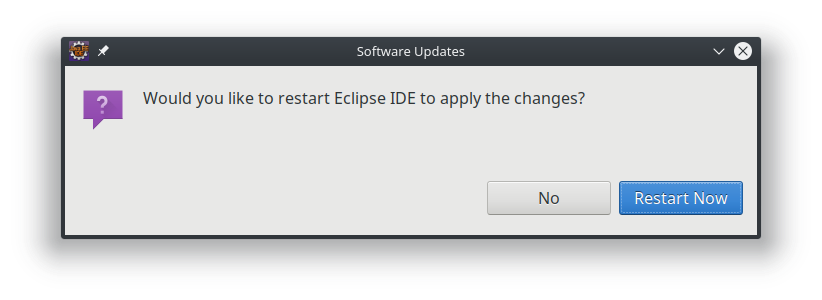 Software Updates
Would you like to restart Eclipse IDE to apply the changes?
No
Restart Now